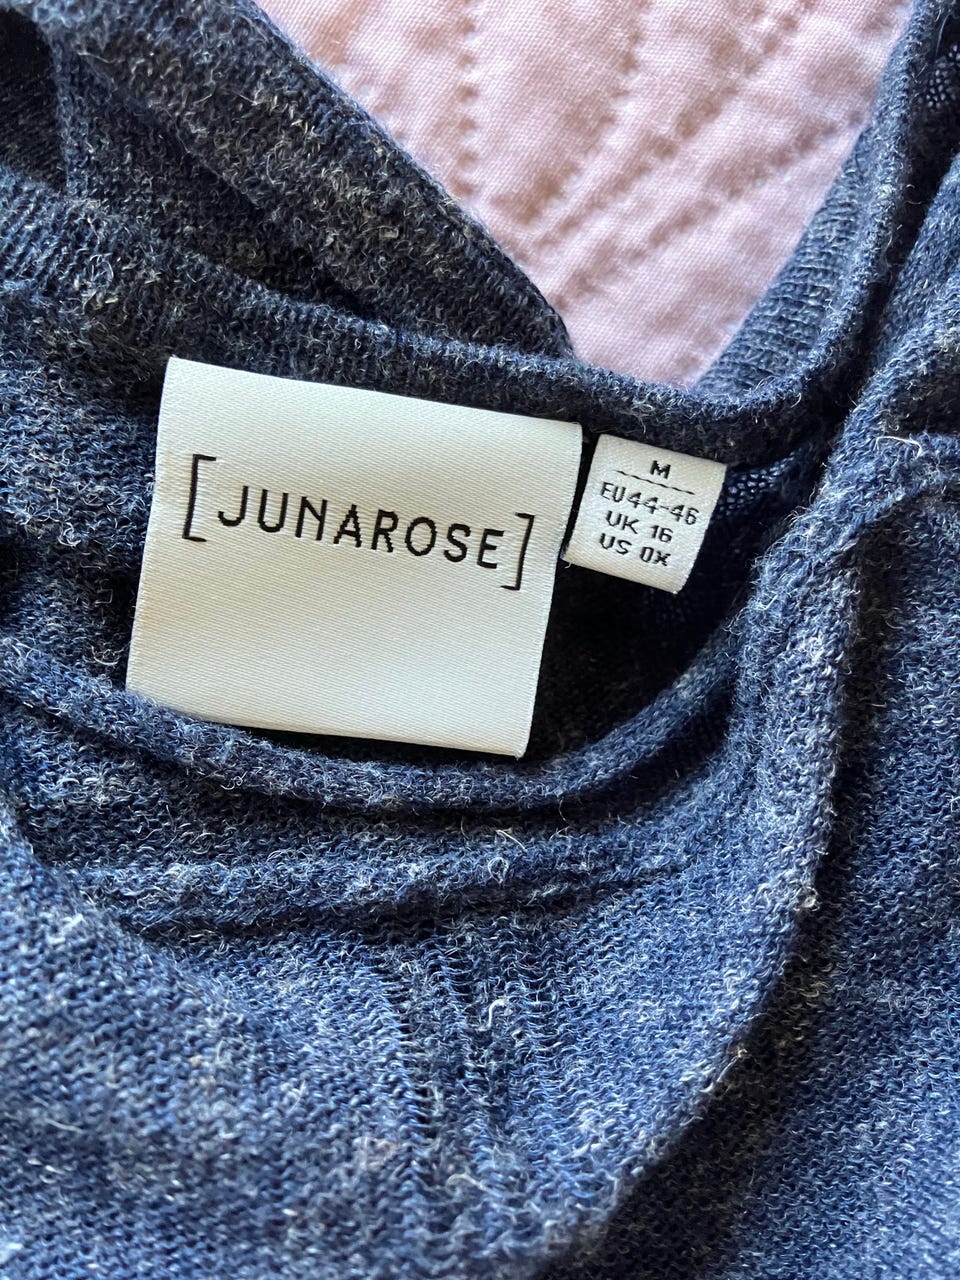 [JUNAROSE]
M
EU44-46
UK 16
US 0X